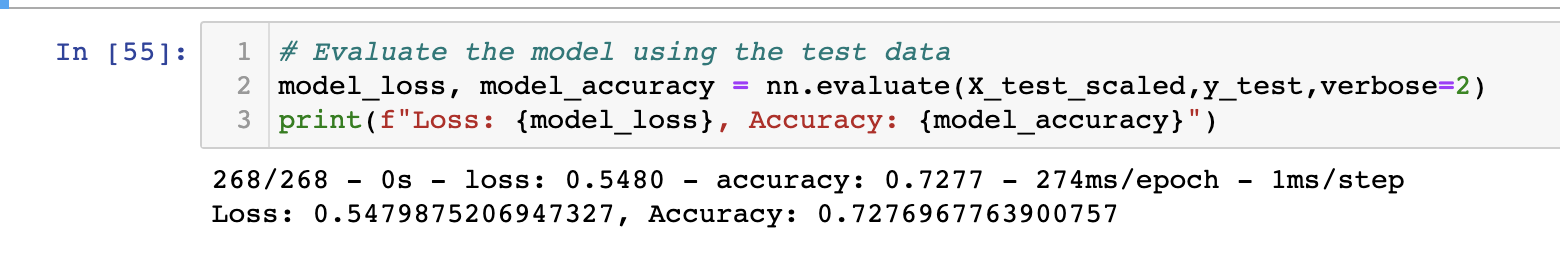 In [55]:
1 # Evaluate the model using the test data
2 model_loss, model_accuracy = nn.evaluate(X_test_scaled,y_test,verbose=2)
3 print(f"Loss: {model_loss}, Accuracy: {model_accuracy}")
268/268 - 0s - loss: 0.5480 - accuracy: 0.7277 - 274ms/epoch - 1ms/step
Loss: 0.5479875206947327, Accuracy: 0.7276967763900757